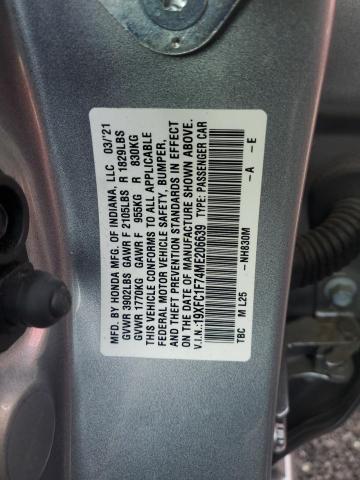 MFD. BY HONDA MFG. OF INDIANA, LLC 03/'21
GVWR 3902LBS GAWR F 2105LBS R 1829LBS
GVWR 1770KG GAWR F 955KG R 830KG
THIS VEHICLE CONFORMS TO ALL APPLICABLE
FEDERAL MOTOR VEHICLE SAFETY, BUMPER,
AND THEFT PREVENTION STANDARDS IN EFFECT
ON THE DATE OF MANUFACTURE SHOWN ABOVE.
V.I.N.:19XFC1F74ME206639 TYPE: PASSENGER CAR
NH830M -A -E
TBC M L25